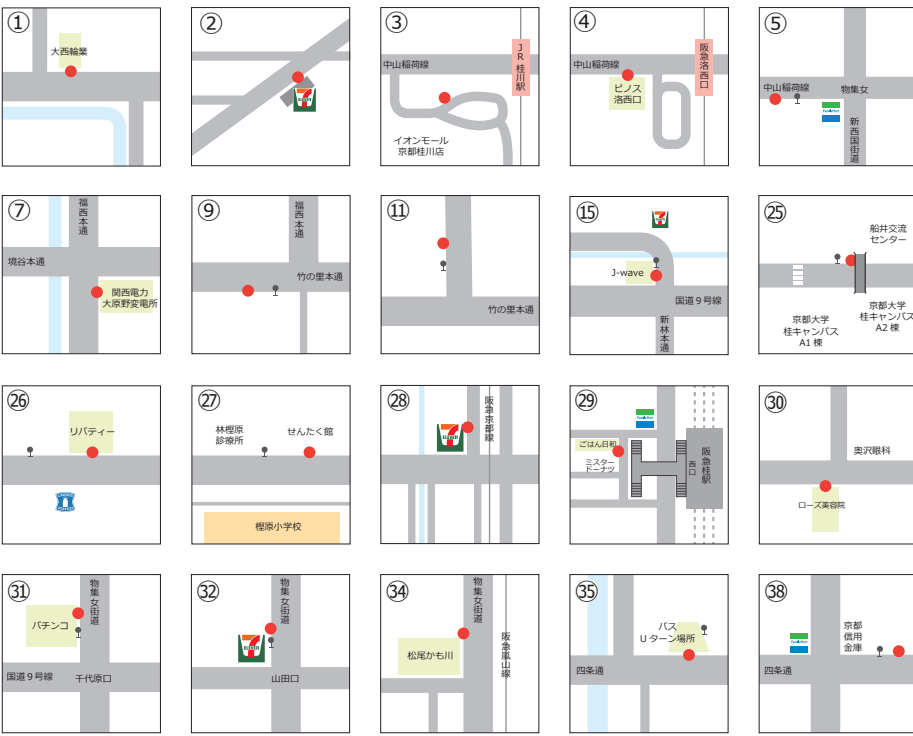 ①
大西輪業
②
7
ELEVEN
③
中山稲荷線
JR桂川駅
イオンモール
京都桂川店
④
中山稲荷線
阪急洛西口
ピノス
洛西口
⑤
中山稲荷線
物集女
FamilyMart
新西国街道
⑦
福西本通
境谷本通
関西電力
大原野変電所
⑨
福西本通
竹の里本通
⑪
竹の里本通
⑮
7
ELEVEN
J-wave
国道9号線
新林本通
㉕
船井交流
センター
京都大学
桂キャンパス
A1棟
京都大学
桂キャンパス
A2棟
㉖
リバティー
㉗
林樫原
診療所
せんたく館
樫原小学校
㉘
7
ELEVEN
阪急京都線
㉙
FamilyMart
ごはん日和
ミスター
ドーナツ
西口
阪急桂駅
㉚
奥沢眼科
ローズ美容院
㉛
物集女街道
パチンコ
国道9号線
千代原口
㉜
物集女街道
7
ELEVEN
山田口
㉞
物集女街道
松尾かも川
阪急嵐山線
㉟
バス
Uターン場所
四条通
㊳
FamilyMart
京都
信用
金庫
四条通